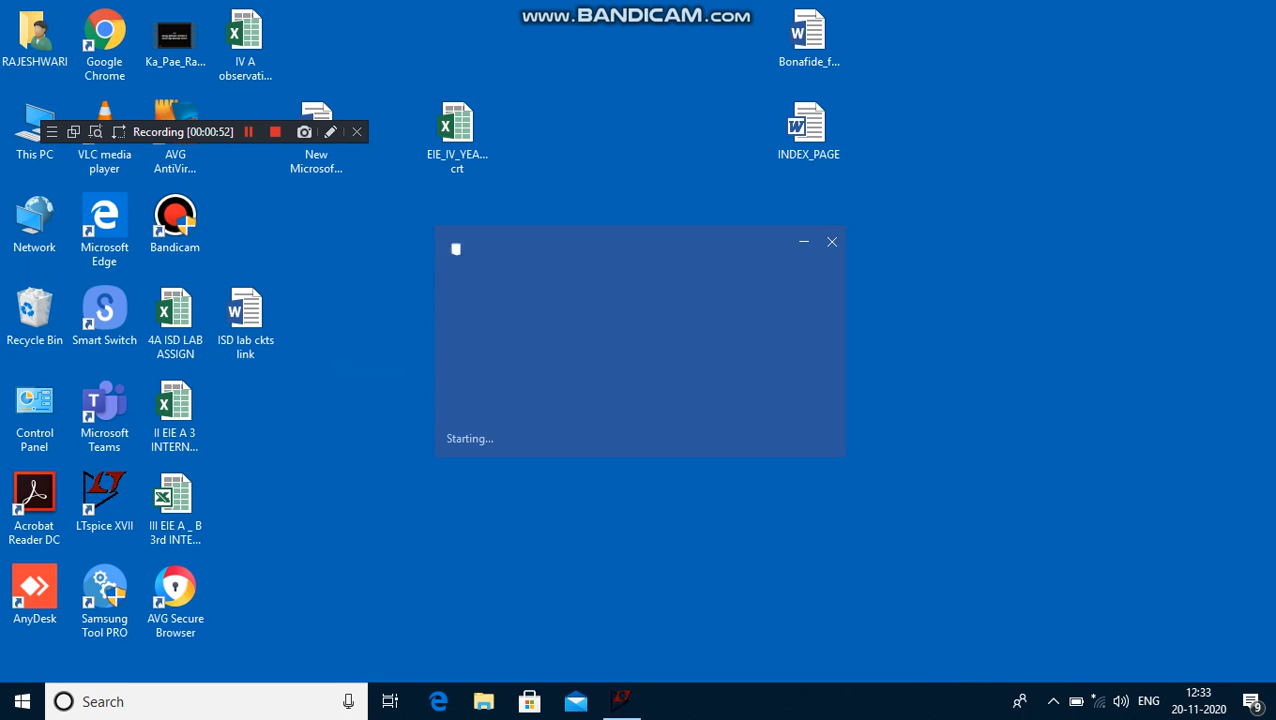 www.BANDICAM.com
RAJESHWARI
Google
Chrome
Ka_Pae_Ra...
IV A
observati...
Bonafide_f...
Recording [00:00:52]
This PC
VLC media
player
AVG
AntiVir...
New
Microsof...
EIE_IV_YEA...
crt
INDEX_PAGE
Network
Microsoft
Edge
Bandicam
Recycle Bin
Smart Switch
4A ISD LAB
ASSIGN
ISD lab ckts
link
Starting...
Control
Panel
Microsoft
Teams
II EIE A 3
INTERN...
Acrobat
Reader DC
LTspice XVII
III EIE A _ B
3rd INTE...
AnyDesk
Samsung
Tool PRO
AVG Secure
Browser
Search
ENG
12:33
20-11-2020
9